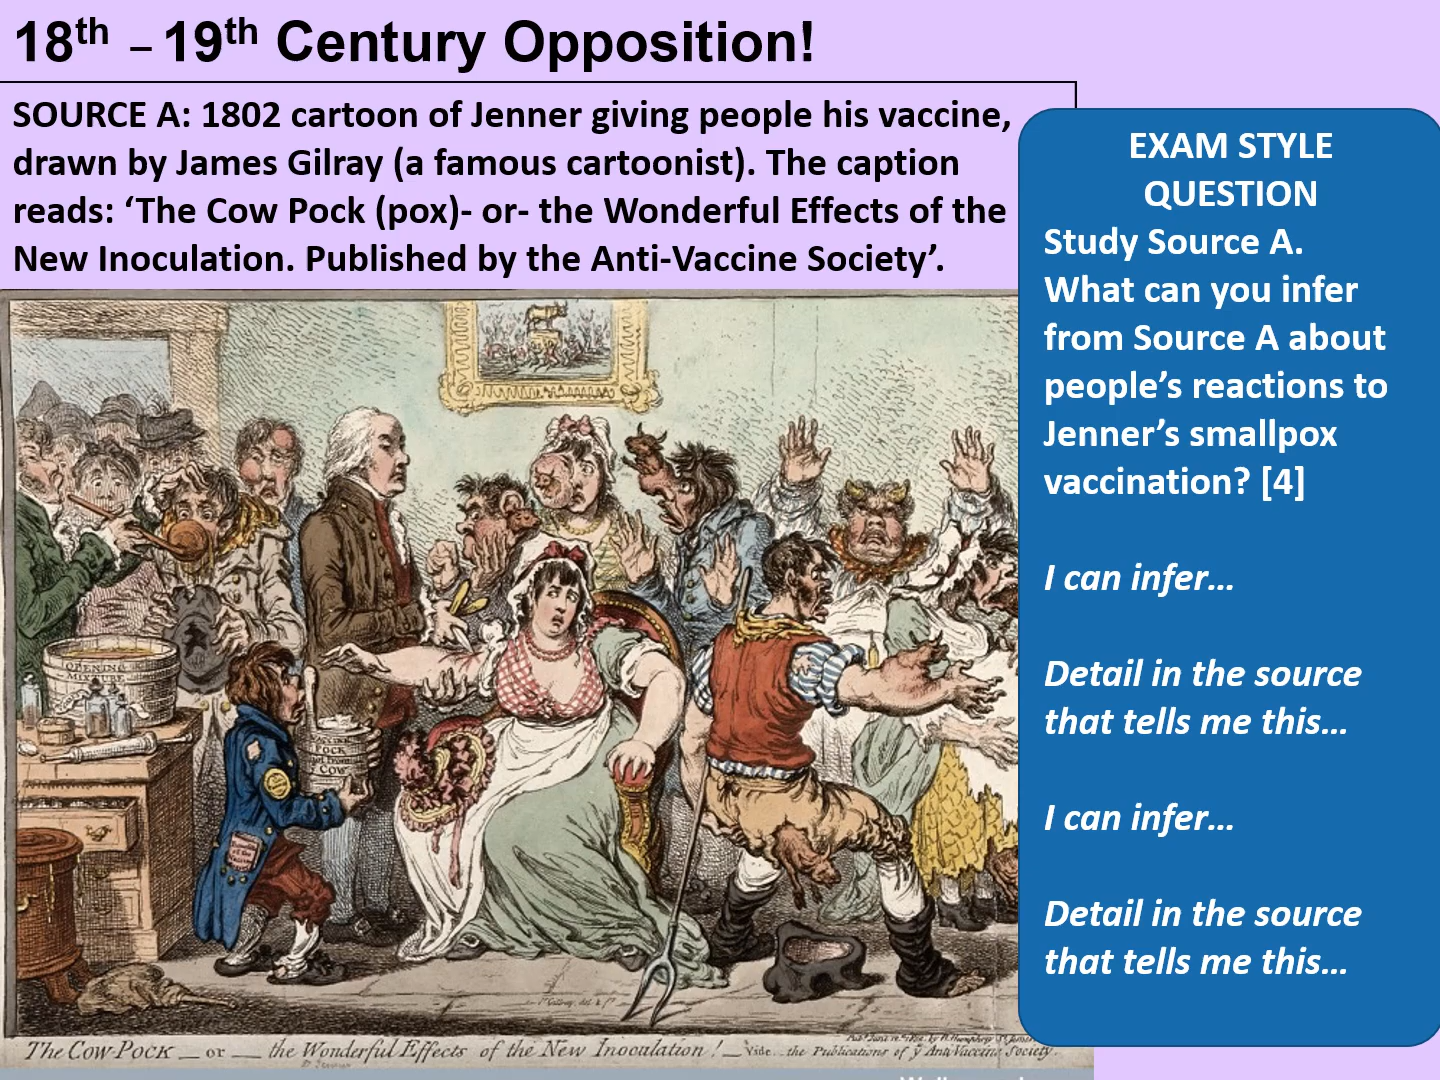 18th – 19th Century Opposition!
SOURCE A: 1802 cartoon of Jenner giving people his vaccine,
drawn by James Gilray (a famous cartoonist). The caption
reads: ‘The Cow Pock (pox)- or- the Wonderful Effects of the
New Inoculation. Published by the Anti-Vaccine Society’.
OPENING
MIXTURE
POCK
COW
The Cow-Pock — or — the Wonderful Effects of the New Inoculation! — Vide. the Publications of ye Anti-Vaccine Society.
EXAM STYLE
QUESTION
Study Source A.
What can you infer
from Source A about
people’s reactions to
Jenner’s smallpox
vaccination? [4]
I can infer…
Detail in the source
that tells me this…
I can infer…
Detail in the source
that tells me this…